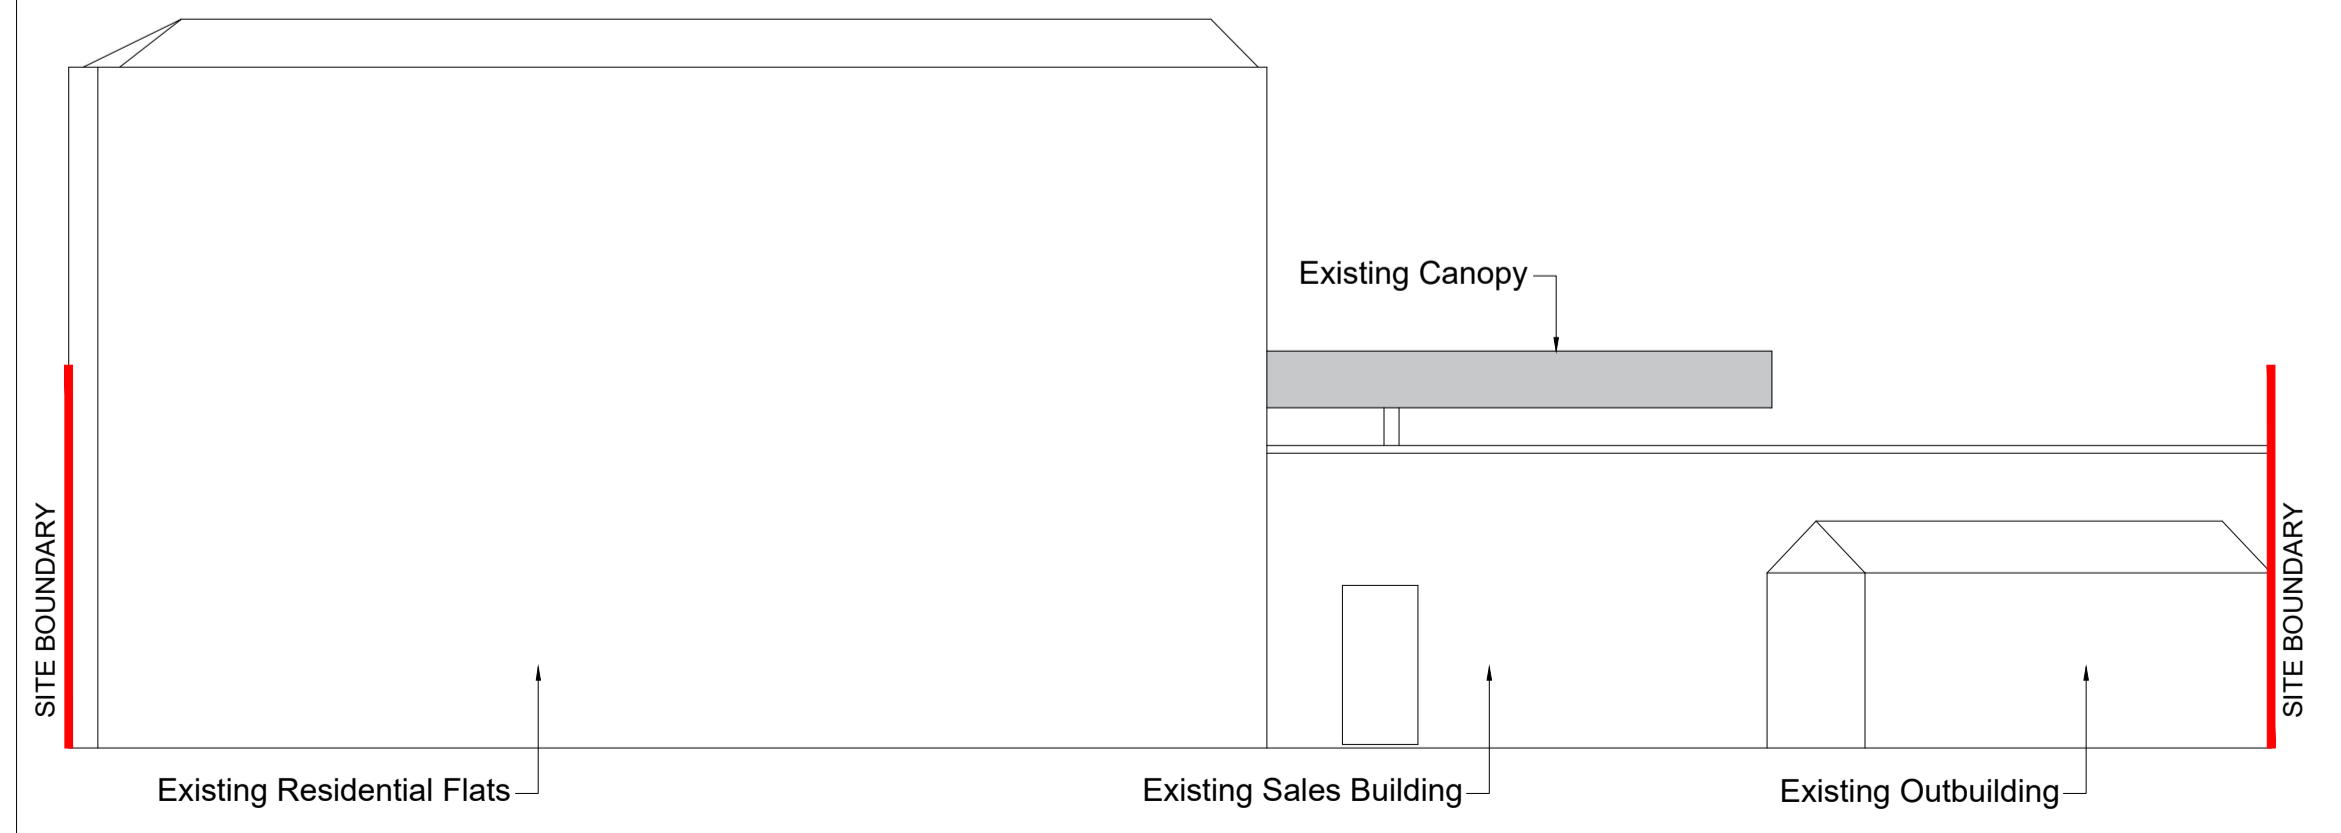 Existing Canopy
SITE BOUNDARY
SITE BOUNDARY
Existing Residential Flats
Existing Sales Building
Existing Outbuilding